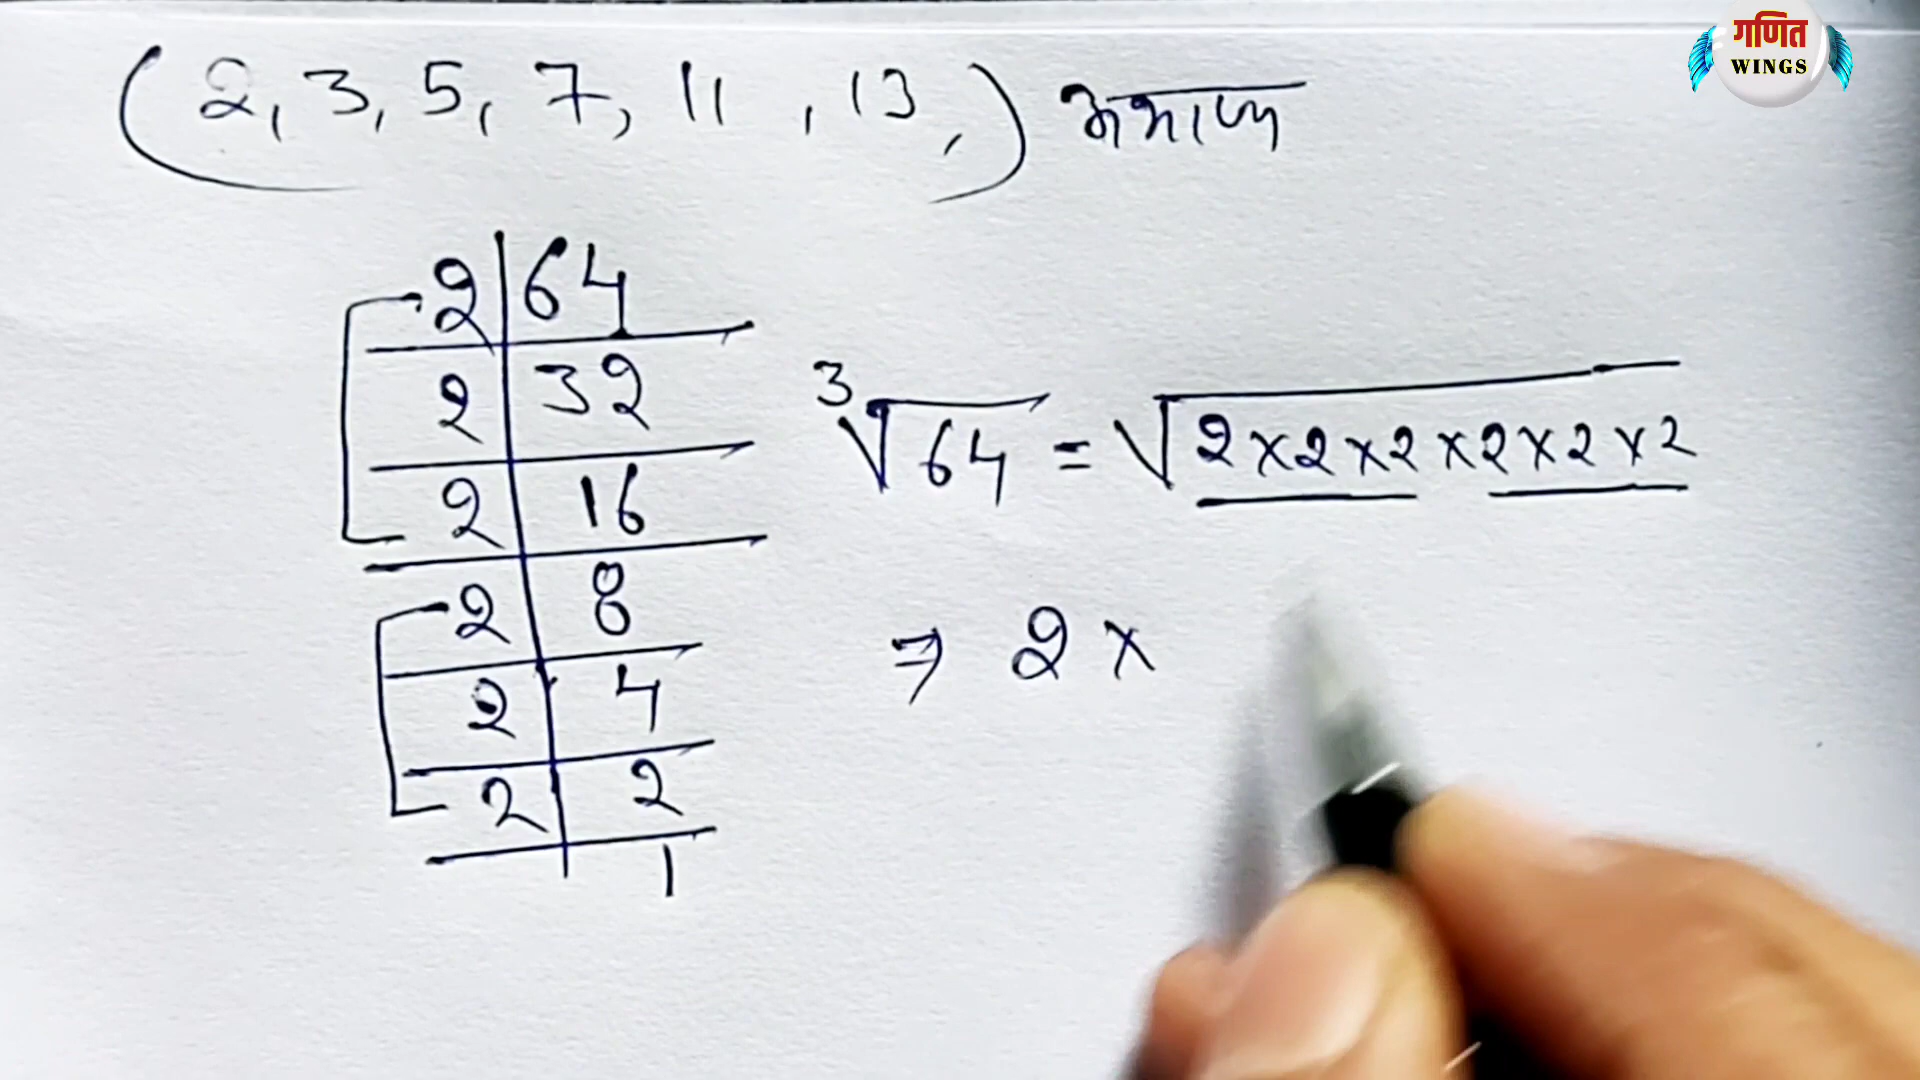 गणित
WINGS
(2, 3, 5, 7, 11, 13,) अभाज्य
2 | 64
2 | 32
2 | 16
2 | 8
2 | 4
2 | 2
1
³√64 = √2×2×2×2×2×2
⇒ 2 ×